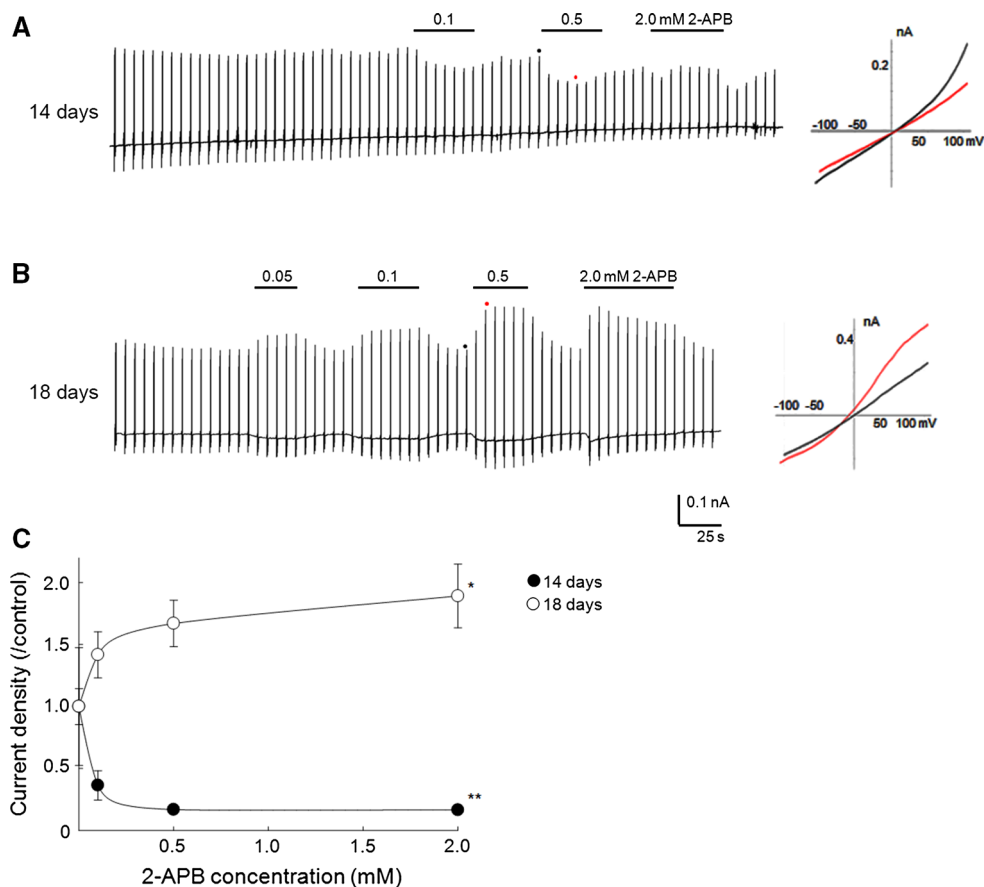 A
0.1
0.5
2.0 mM 2-APB
14 days
nA
0.2
-100 -50
50 100 mV
B
0.05
0.1
0.5
2.0 mM 2-APB
18 days
nA
0.4
-100 -50
50 100 mV
0.1 nA
25 s
C
Current density (/control)
2.0
1.5
1.0
0.5
0
0.5 1.0 1.5 2.0
2-APB concentration (mM)
*
**
14 days
18 days